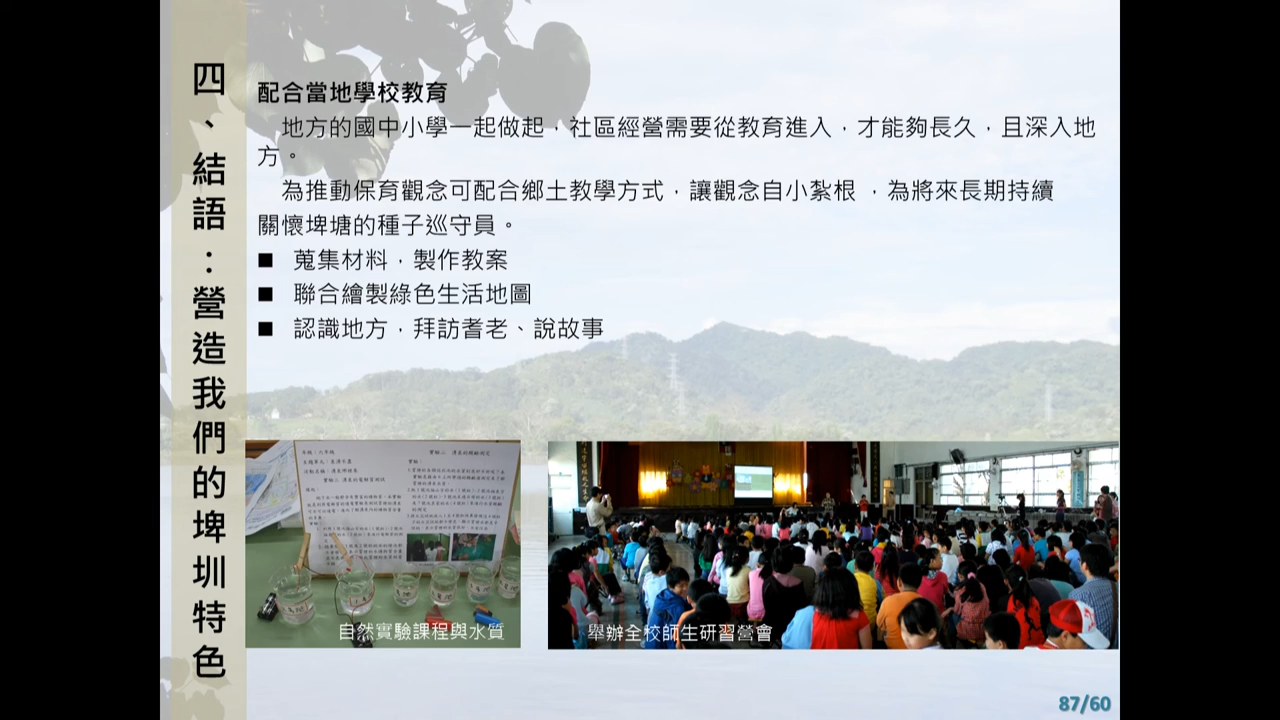 四、結語：營造我們的埤圳特色
配合當地學校教育
地方的國中小學一起做起，社區經營需要從教育進入，才能夠長久，且深入地
方。
為推動保育觀念可配合鄉土教學方式，讓觀念自小紮根 ，為將來長期持續
關懷埤塘的種子巡守員。
■ 蒐集材料，製作教案
■ 聯合繪製綠色生活地圖
■ 認識地方，拜訪耆老、說故事
自然實驗課程與水質
舉辦全校師生研習營會
87/60